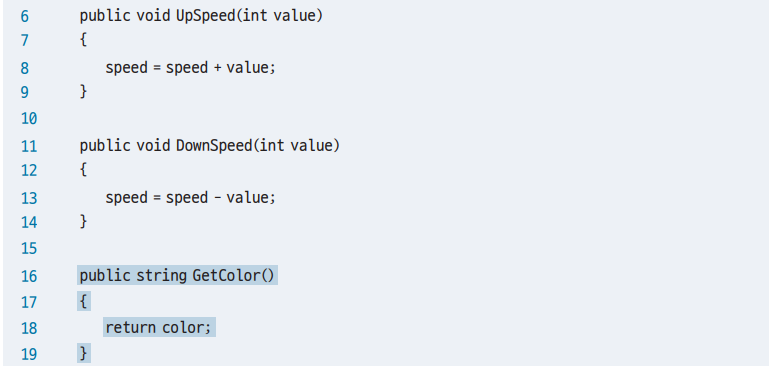 6 public void UpSpeed(int value)
7 {
8 speed = speed + value;
9 }
10
11 public void DownSpeed(int value)
12 {
13 speed = speed - value;
14 }
15
16 public string GetColor()
17 {
18 return color;
19 }